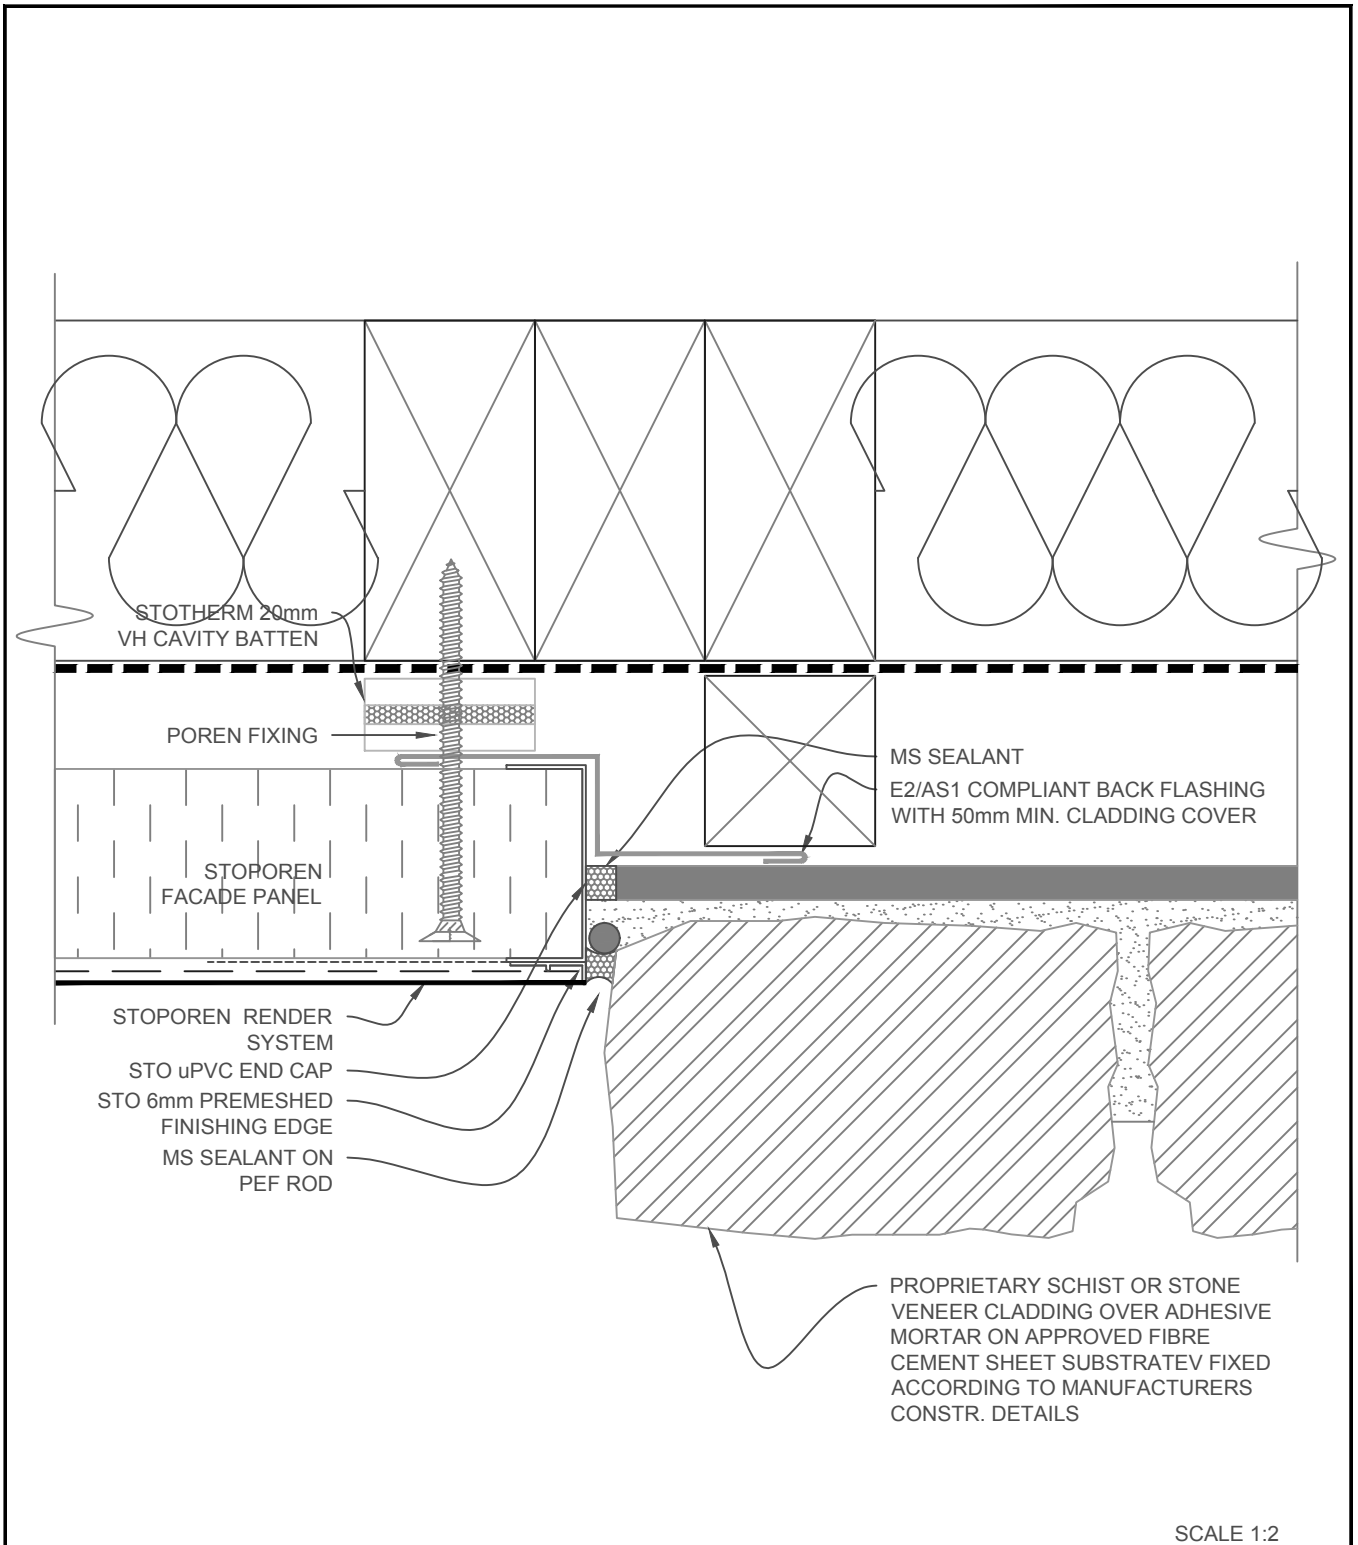 STOTHERM 20mm
VH CAVITY BATTEN
POREN FIXING
MS SEALANT
E2/AS1 COMPLIANT BACK FLASHING
WITH 50mm MIN. CLADDING COVER
STOPOREN
FACADE PANEL
STOPOREN RENDER
SYSTEM
STO uPVC END CAP
STO 6mm PREMESHED
FINISHING EDGE
MS SEALANT ON
PEF ROD
PROPRIETARY SCHIST OR STONE
VENEER CLADDING OVER ADHESIVE
MORTAR ON APPROVED FIBRE
CEMENT SHEET SUBSTRATEV FIXED
ACCORDING TO MANUFACTURERS
CONSTR. DETAILS
SCALE 1:2